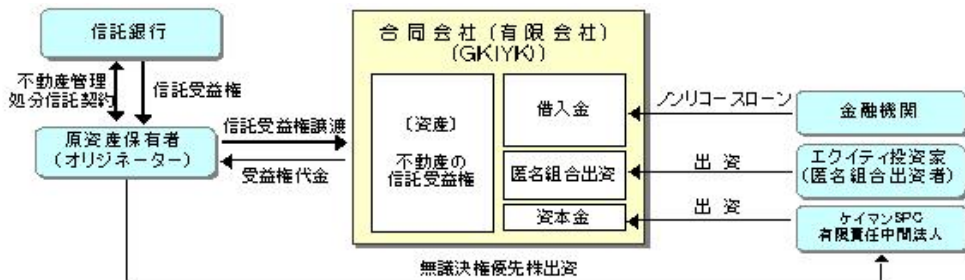 信託銀行
不動産管理
処分信託契約
信託受益権
原資産保有者
(オリジネーター)
信託受益権譲渡
受益権代金
合同会社(有限会社)
(GK(YK))
〔資産〕
不動産の
信託受益権
借入金
匿名組合出資
資本金
ノンリコースローン
出資
出資
金融機関
エクイティ投資家
(匿名組合出資者)
ケイマンSPC
有限責任中間法人
無議決権優先株出資